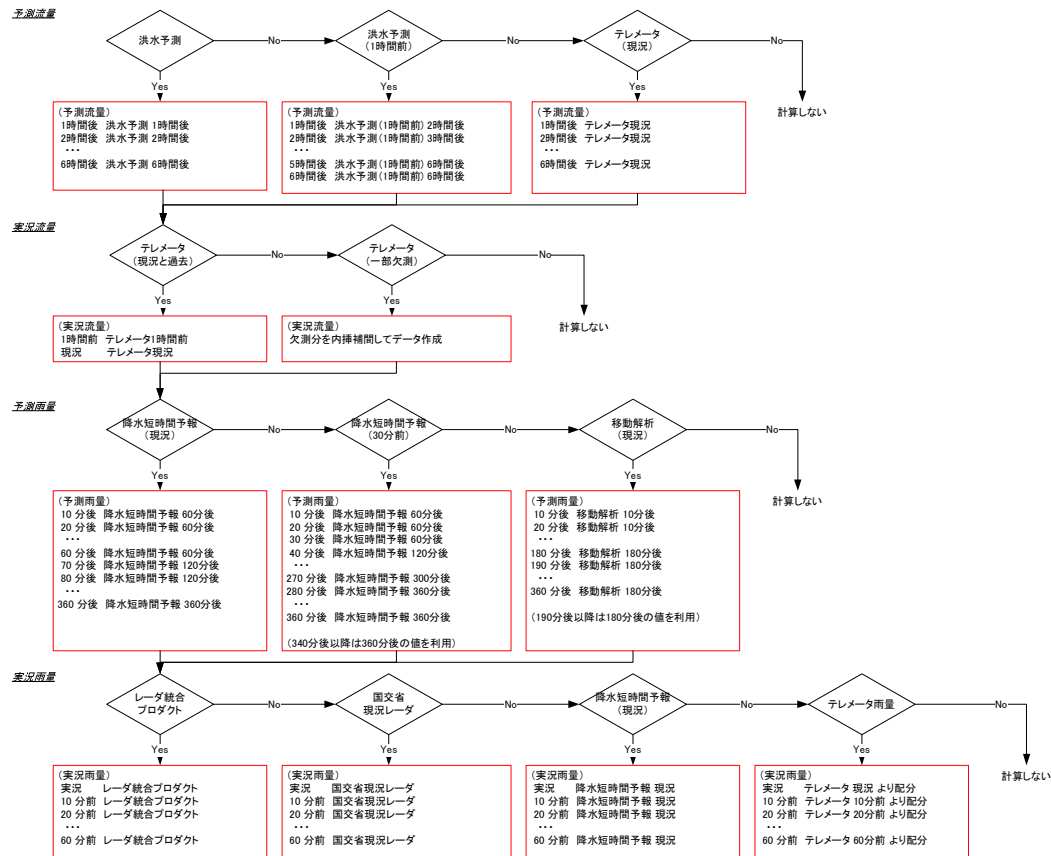 予測流量
洪水予測
No
洪水予測
(1時間前)
No
テレメータ
(現況)
No
計算しない
Yes
Yes
Yes
(予測流量)
1時間後 洪水予測 1時間後
2時間後 洪水予測 2時間後
・・・
6時間後 洪水予測 6時間後
(予測流量)
1時間後 洪水予測(1時間前) 2時間後
2時間後 洪水予測(1時間前) 3時間後
・・・
5時間後 洪水予測(1時間前) 6時間後
6時間後 洪水予測(1時間前) 6時間後
(予測流量)
1時間後 テレメータ現況
2時間後 テレメータ現況
・・・
6時間後 テレメータ現況
実況流量
テレメータ
(現況と過去)
No
テレメータ
(一部欠測)
No
計算しない
Yes
Yes
(実況流量)
1時間前 テレメータ1時間前
現況 テレメータ現況
(実況流量)
欠測分を内挿補間してデータ作成
予測雨量
降水短時間予報
(現況)
No
降水短時間予報
(30分前)
No
移動解析
(現況)
No
計算しない
Yes
Yes
Yes
(予測雨量)
10 分後 降水短時間予報 60分後
20 分後 降水短時間予報 60分後
・・・
60 分後 降水短時間予報 60分後
70 分後 降水短時間予報 120分後
80 分後 降水短時間予報 120分後
・・・
360 分後 降水短時間予報 360分後
(予測雨量)
10 分後 降水短時間予報 60分後
20 分後 降水短時間予報 60分後
30 分後 降水短時間予報 60分後
40 分後 降水短時間予報 120分後
・・・
270 分後 降水短時間予報 300分後
280 分後 降水短時間予報 360分後
・・・
360 分後 降水短時間予報 360分後
(340分後以降は360分後の値を利用)
(予測雨量)
10 分後 移動解析 10分後
20 分後 移動解析 10分後
・・・
180 分後 移動解析 180分後
190 分後 移動解析 180分後
・・・
360 分後 移動解析 180分後
(190分後以降は180分後の値を利用)
実況雨量
レーダ統合
プロダクト
No
国交省
現況レーダ
No
降水短時間予報
(現況)
No
テレメータ雨量
No
計算しない
Yes
Yes
Yes
Yes
(実況雨量)
実況 レーダ統合プロダクト
10 分前 レーダ統合プロダクト
20 分前 レーダ統合プロダクト
・・・
60 分前 レーダ統合プロダクト
(実況雨量)
実況 国交省現況レーダ
10 分前 国交省現況レーダ
20 分前 国交省現況レーダ
・・・
60 分前 国交省現況レーダ
(実況雨量)
実況 降水短時間予報 現況
10 分前 降水短時間予報 現況
20 分前 降水短時間予報 現況
・・・
60 分前 降水短時間予報 現況
(実況雨量)
実況 テレメータ 現況 より配分
10 分前 テレメータ 10分前 より配分
20 分前 テレメータ 20分前 より配分
・・・
60 分前 テレメータ 60分前 より配分